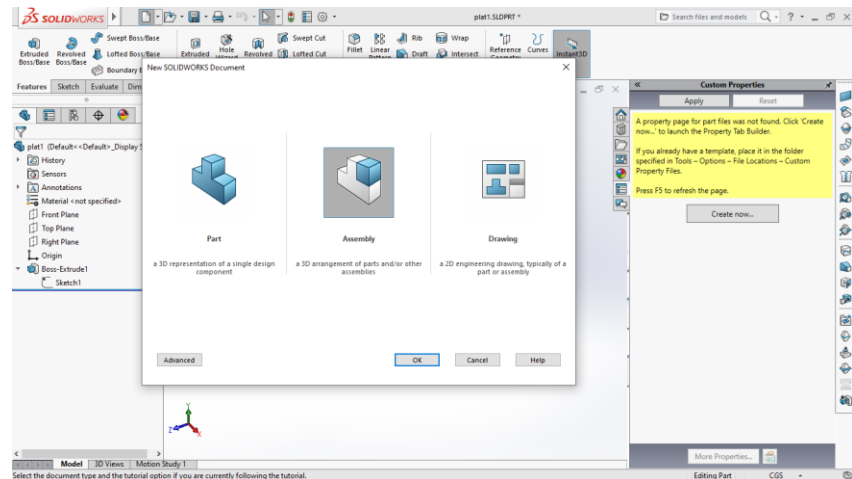 SOLIDWORKS
plat1.SLDPRT *
Search files and models
Extruded Boss/Base
Revolved Boss/Base
Swept Boss/Base
Lofted Boss/Base
Boundary
Extruded
Hole Wizard
Revolved
Swept Cut
Lofted Cut
Fillet
Linear Pattern
Rib
Draft
Wrap
Intersect
Reference Geometry
Curves
Instant3D
Features
Sketch
Evaluate
Dim
New SOLIDWORKS Document
Part
a 3D representation of a single design
component
Assembly
a 3D arrangement of parts and/or other
assemblies
Drawing
a 2D engineering drawing, typically of a
part or assembly
Advanced
OK
Cancel
Help
plat1 (Default<<Default>_Display S
History
Sensors
Annotations
Material <not specified>
Front Plane
Top Plane
Right Plane
Origin
Boss-Extrude1
Sketch1
Custom Properties
Apply
Reset
A property page for part files was not found. Click 'Create
now...' to launch the Property Tab Builder.
If you already have a template, place it in the folder
specified in Tools – Options – File Locations – Custom
Property Files.
Press F5 to refresh the page.
Create now...
More Properties...
Y
Z
X
Model
3D Views
Motion Study 1
Select the document type and the tutorial option if you are currently following the tutorial.
Editing Part
CGS